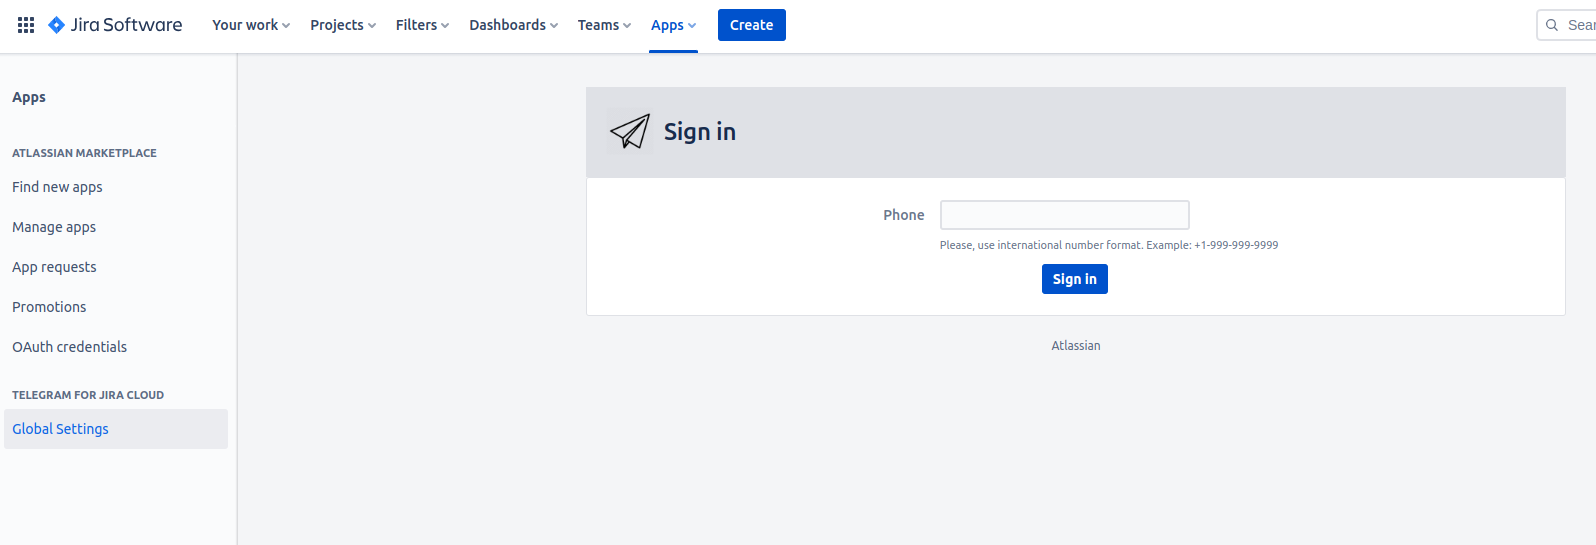 Jira Software Your work Projects Filters Dashboards Teams Apps Create
Apps
ATLASSIAN MARKETPLACE
Find new apps
Manage apps
App requests
Promotions
OAuth credentials
TELEGRAM FOR JIRA CLOUD
Global Settings
Sign in
Phone
Please, use international number format. Example: +1-999-999-9999
Sign in
Atlassian